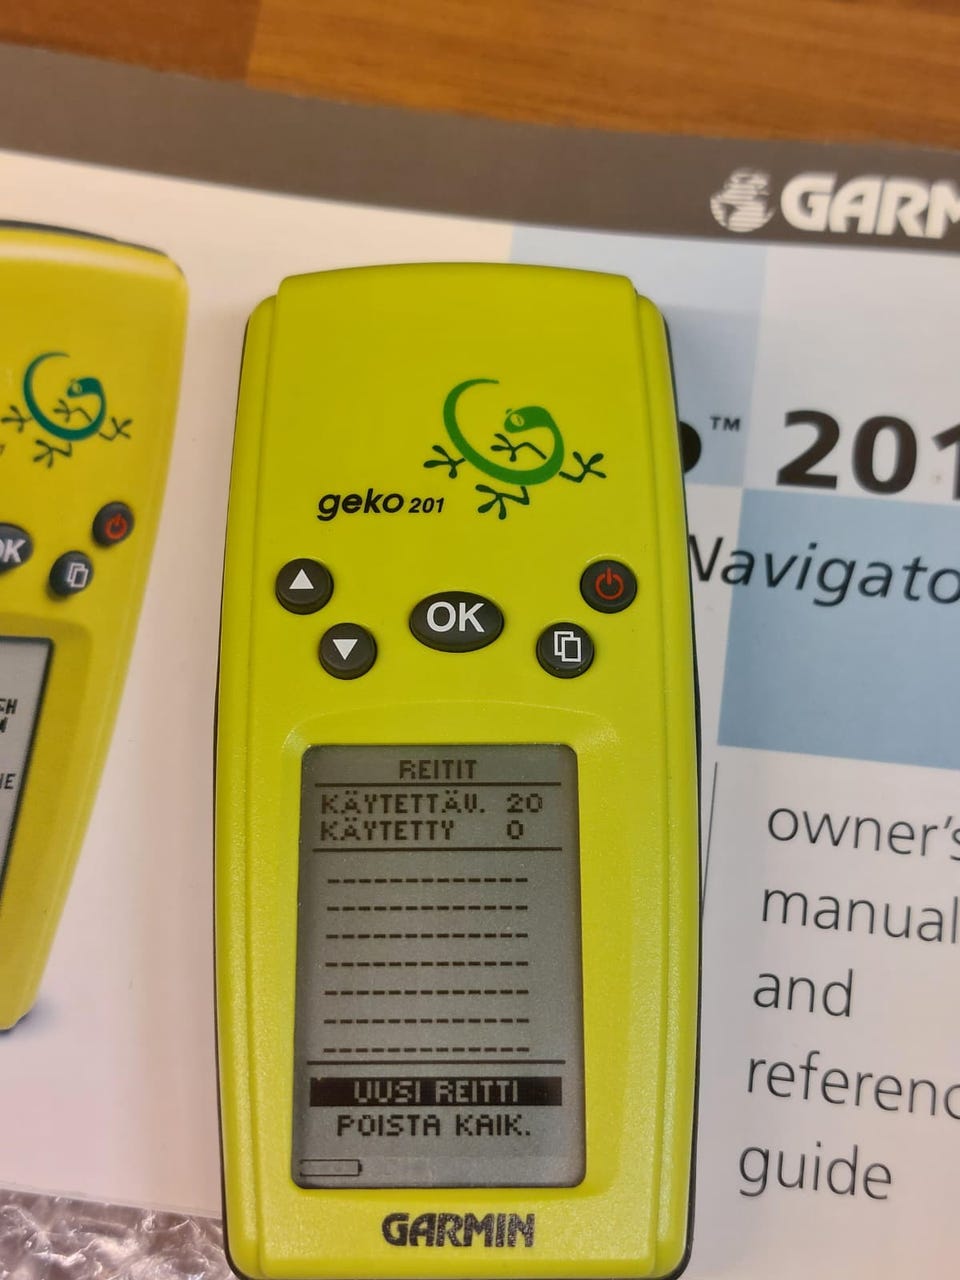 GARM
™ 201
Navigato
owner's
manual
and
referenc
guide
geko 201
OK
REITIT
KÄYTETTÄV. 20
KÄYTETTY 0
UUSI REITTI
POISTA KAIK.
GARMIN
OK